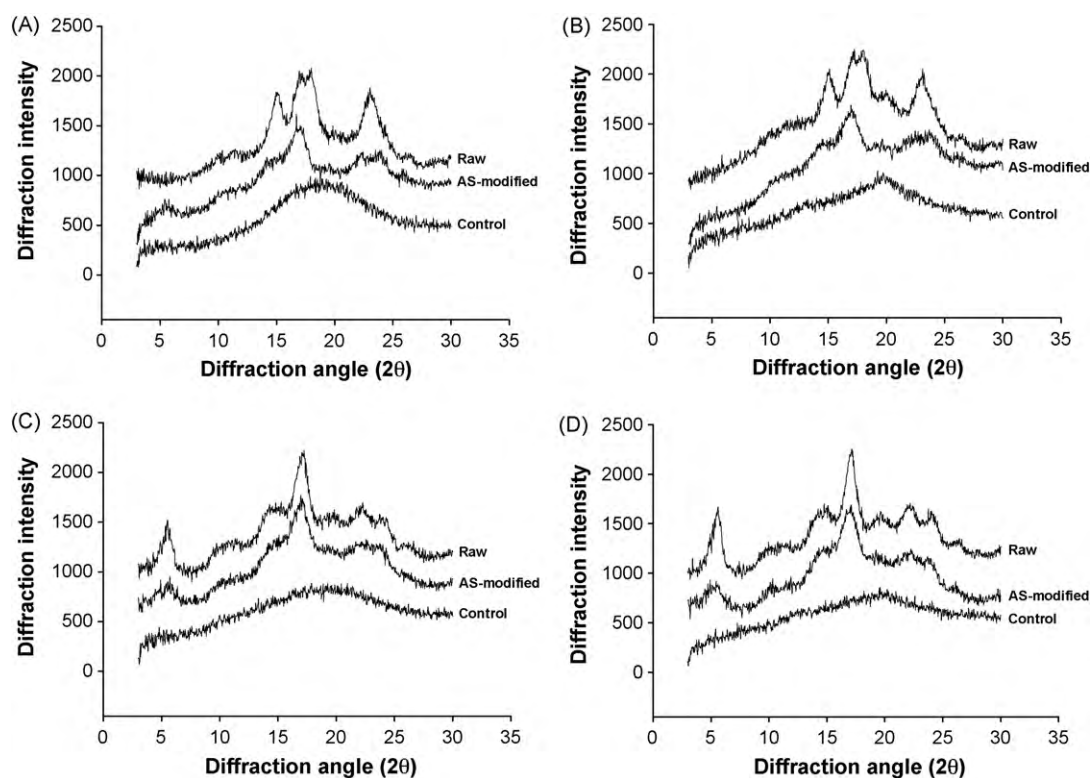 (A)
2500
2000
1500
1000
500
0
Diffraction intensity
Raw
AS-modified
Control
0 5 10 15 20 25 30 35
Diffraction angle (2θ)
(B)
2500
2000
1500
1000
500
0
Diffraction intensity
Raw
AS-modified
Control
0 5 10 15 20 25 30 35
Diffraction angle (2θ)
(C)
2500
2000
1500
1000
500
0
Diffraction intensity
Raw
AS-modified
Control
0 5 10 15 20 25 30 35
Diffraction angle (2θ)
(D)
2500
2000
1500
1000
500
0
Diffraction intensity
Raw
AS-modified
Control
0 5 10 15 20 25 30 35
Diffraction angle (2θ)